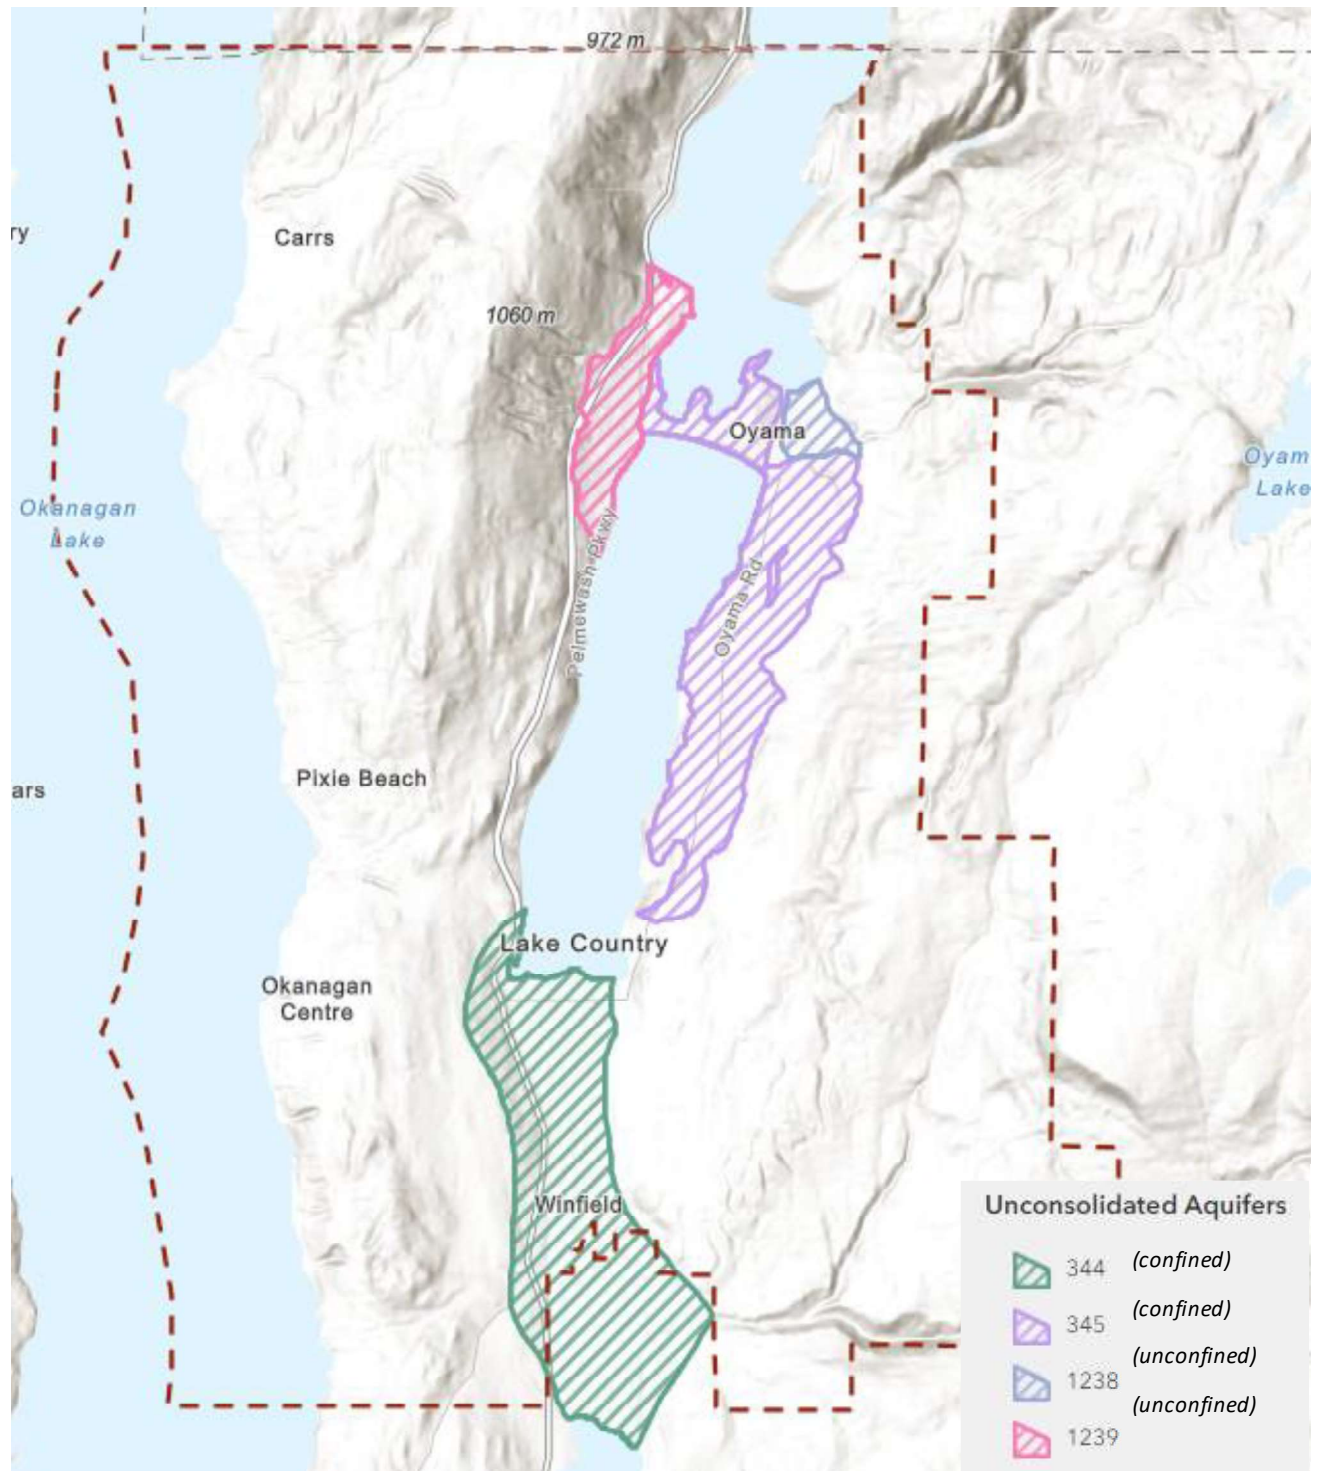 972 m
ry
Carrs
1060 m
Oyama
Oyam
Lake
Okanagan
Lake
Pelmewash Pkwy
Oyama Rd
Pixie Beach
ars
Lake Country
Okanagan
Centre
Winfield
Unconsolidated Aquifers
344 (confined)
345 (confined)
1238 (unconfined)
1239 (unconfined)